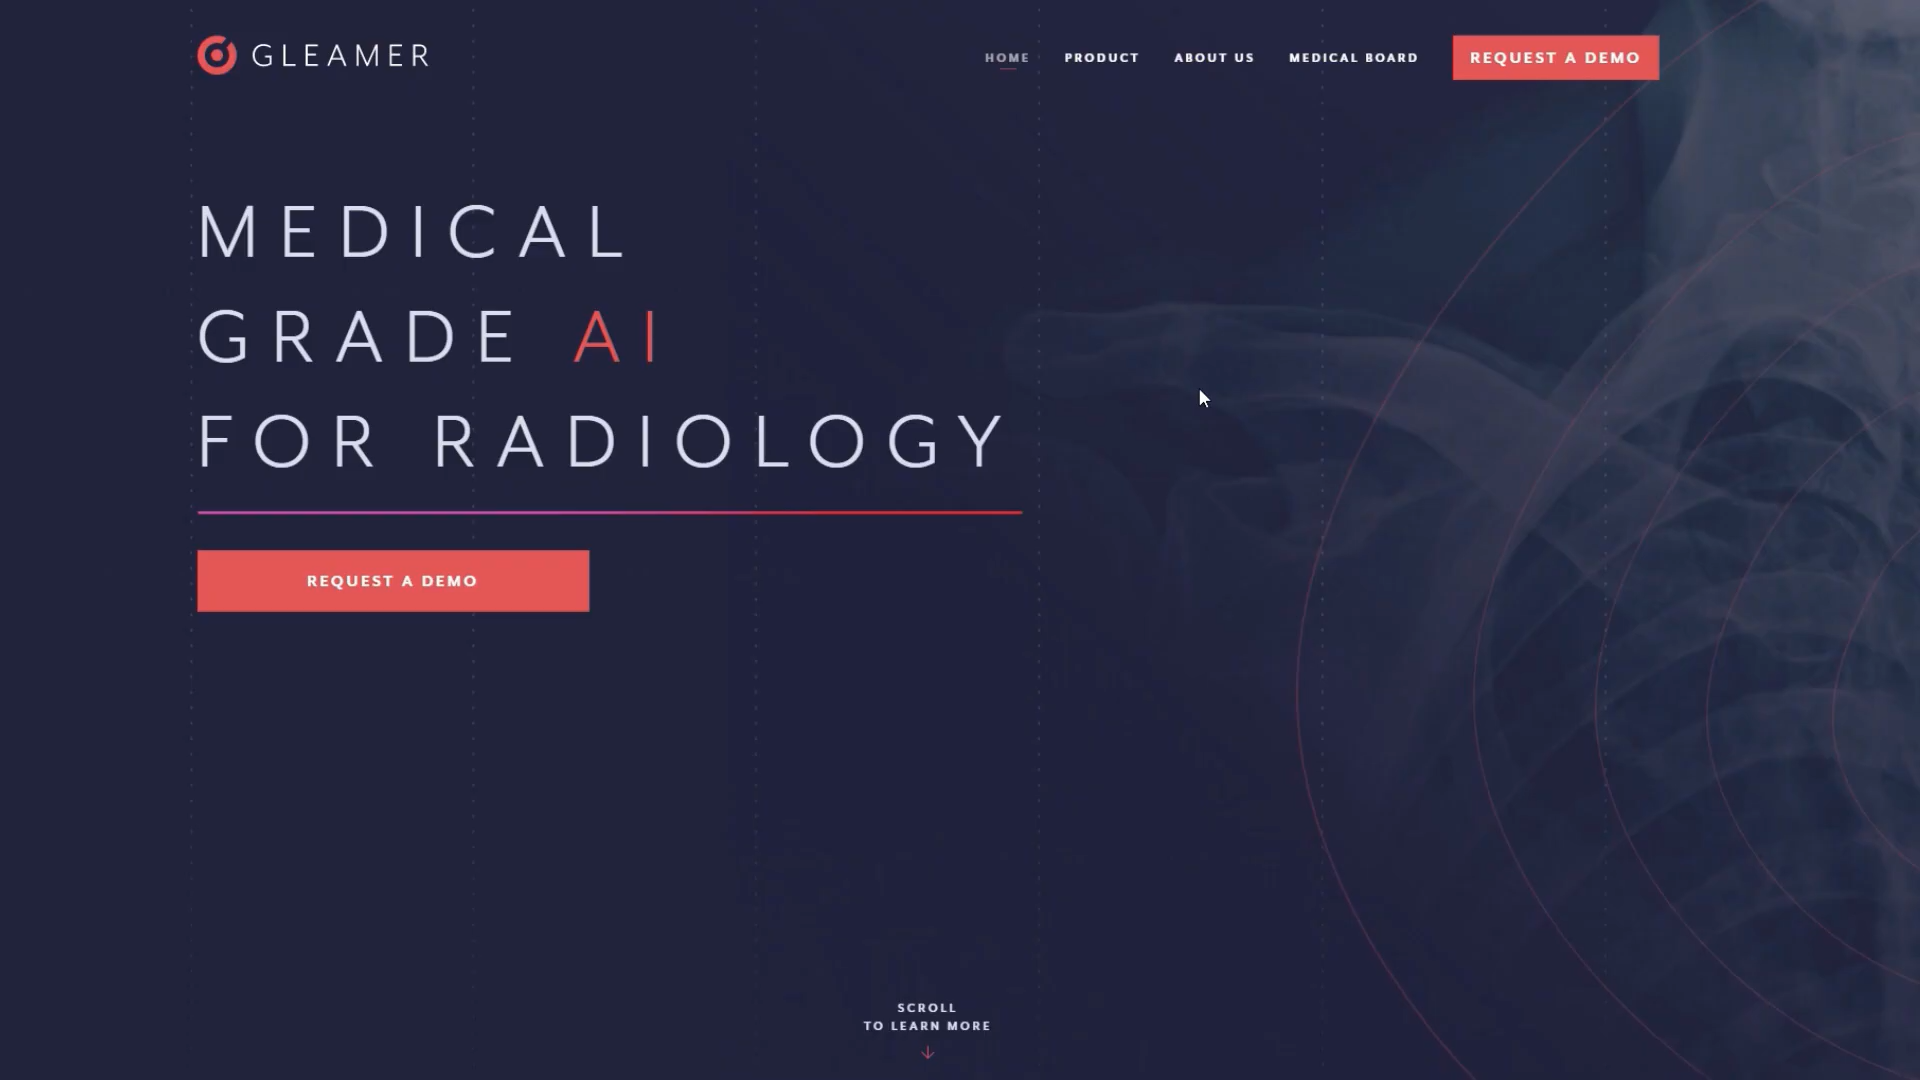 GLEAMER
HOME PRODUCT ABOUT US MEDICAL BOARD REQUEST A DEMO
MEDICAL
GRADE AI
FOR RADIOLOGY
REQUEST A DEMO
SCROLL
TO LEARN MORE